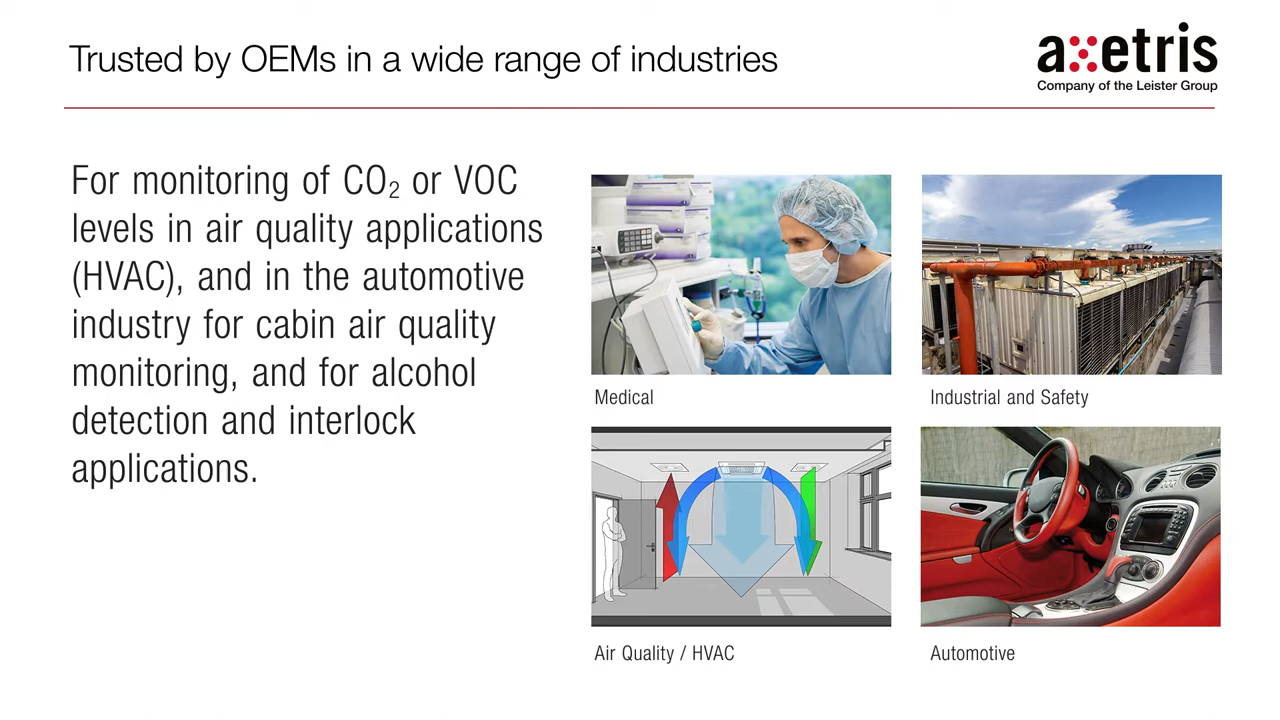 Trusted by OEMs in a wide range of industries
axetris
Company of the Leister Group
For monitoring of CO₂ or VOC
levels in air quality applications
(HVAC), and in the automotive
industry for cabin air quality
monitoring, and for alcohol
detection and interlock
applications.
Medical
Industrial and Safety
Air Quality / HVAC
Automotive